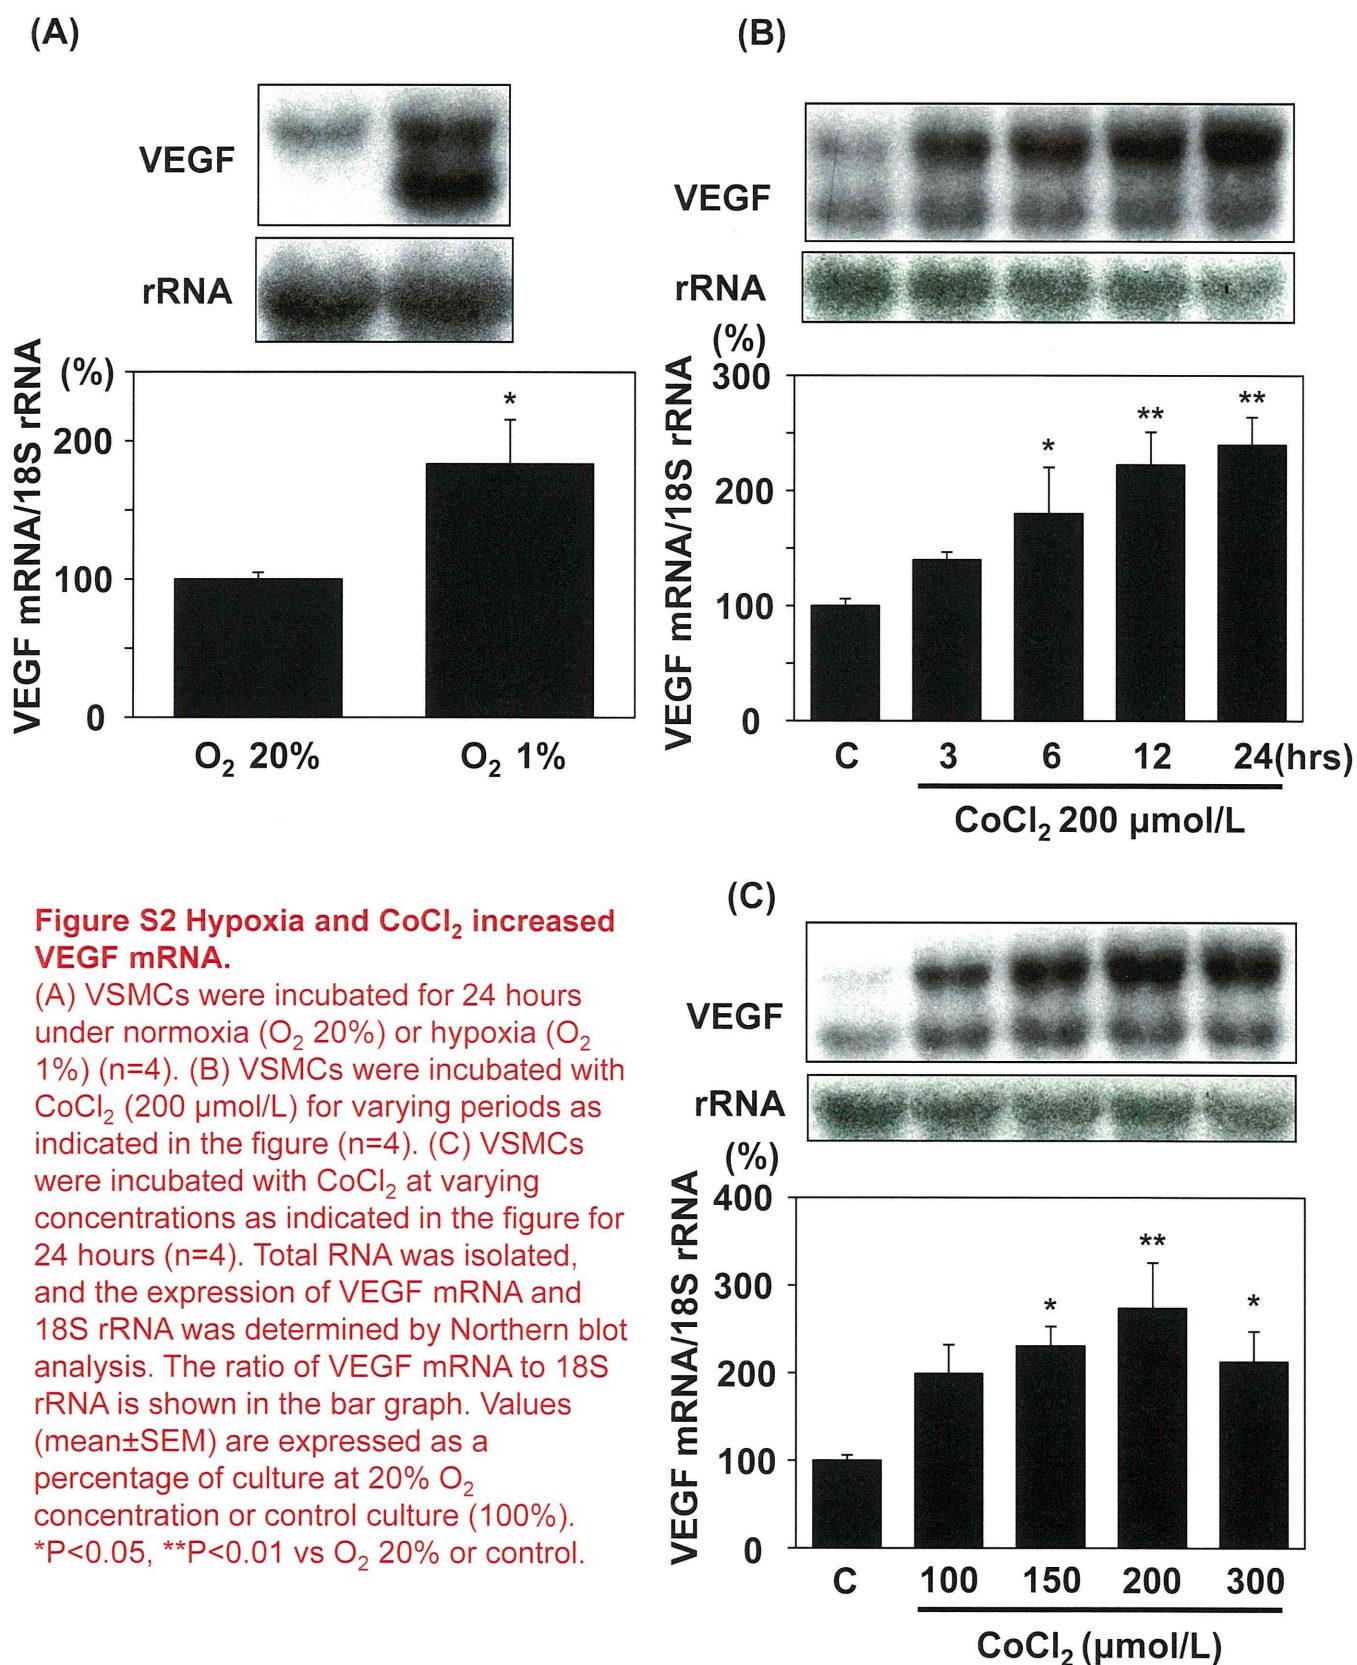 (A)
VEGF
rRNA
(%)
VEGF mRNA/18S rRNA
200
100
0
*
O₂ 20%
O₂ 1%
(B)
VEGF
rRNA
(%)
VEGF mRNA/18S rRNA
300
200
100
0
*
**
**
C
3
6
12
24(hrs)
CoCl₂ 200 µmol/L
Figure S2 Hypoxia and CoCl₂ increased
VEGF mRNA.
(A) VSMCs were incubated for 24 hours
under normoxia (O₂ 20%) or hypoxia (O₂
1%) (n=4). (B) VSMCs were incubated with
CoCl₂ (200 µmol/L) for varying periods as
indicated in the figure (n=4). (C) VSMCs
were incubated with CoCl₂ at varying
concentrations as indicated in the figure for
24 hours (n=4). Total RNA was isolated,
and the expression of VEGF mRNA and
18S rRNA was determined by Northern blot
analysis. The ratio of VEGF mRNA to 18S
rRNA is shown in the bar graph. Values
(mean±SEM) are expressed as a
percentage of culture at 20% O₂
concentration or control culture (100%).
*P<0.05, **P<0.01 vs O₂ 20% or control.
(C)
VEGF
rRNA
(%)
VEGF mRNA/18S rRNA
400
300
200
100
0
*
**
*
C
100
150
200
300
CoCl₂ (µmol/L)